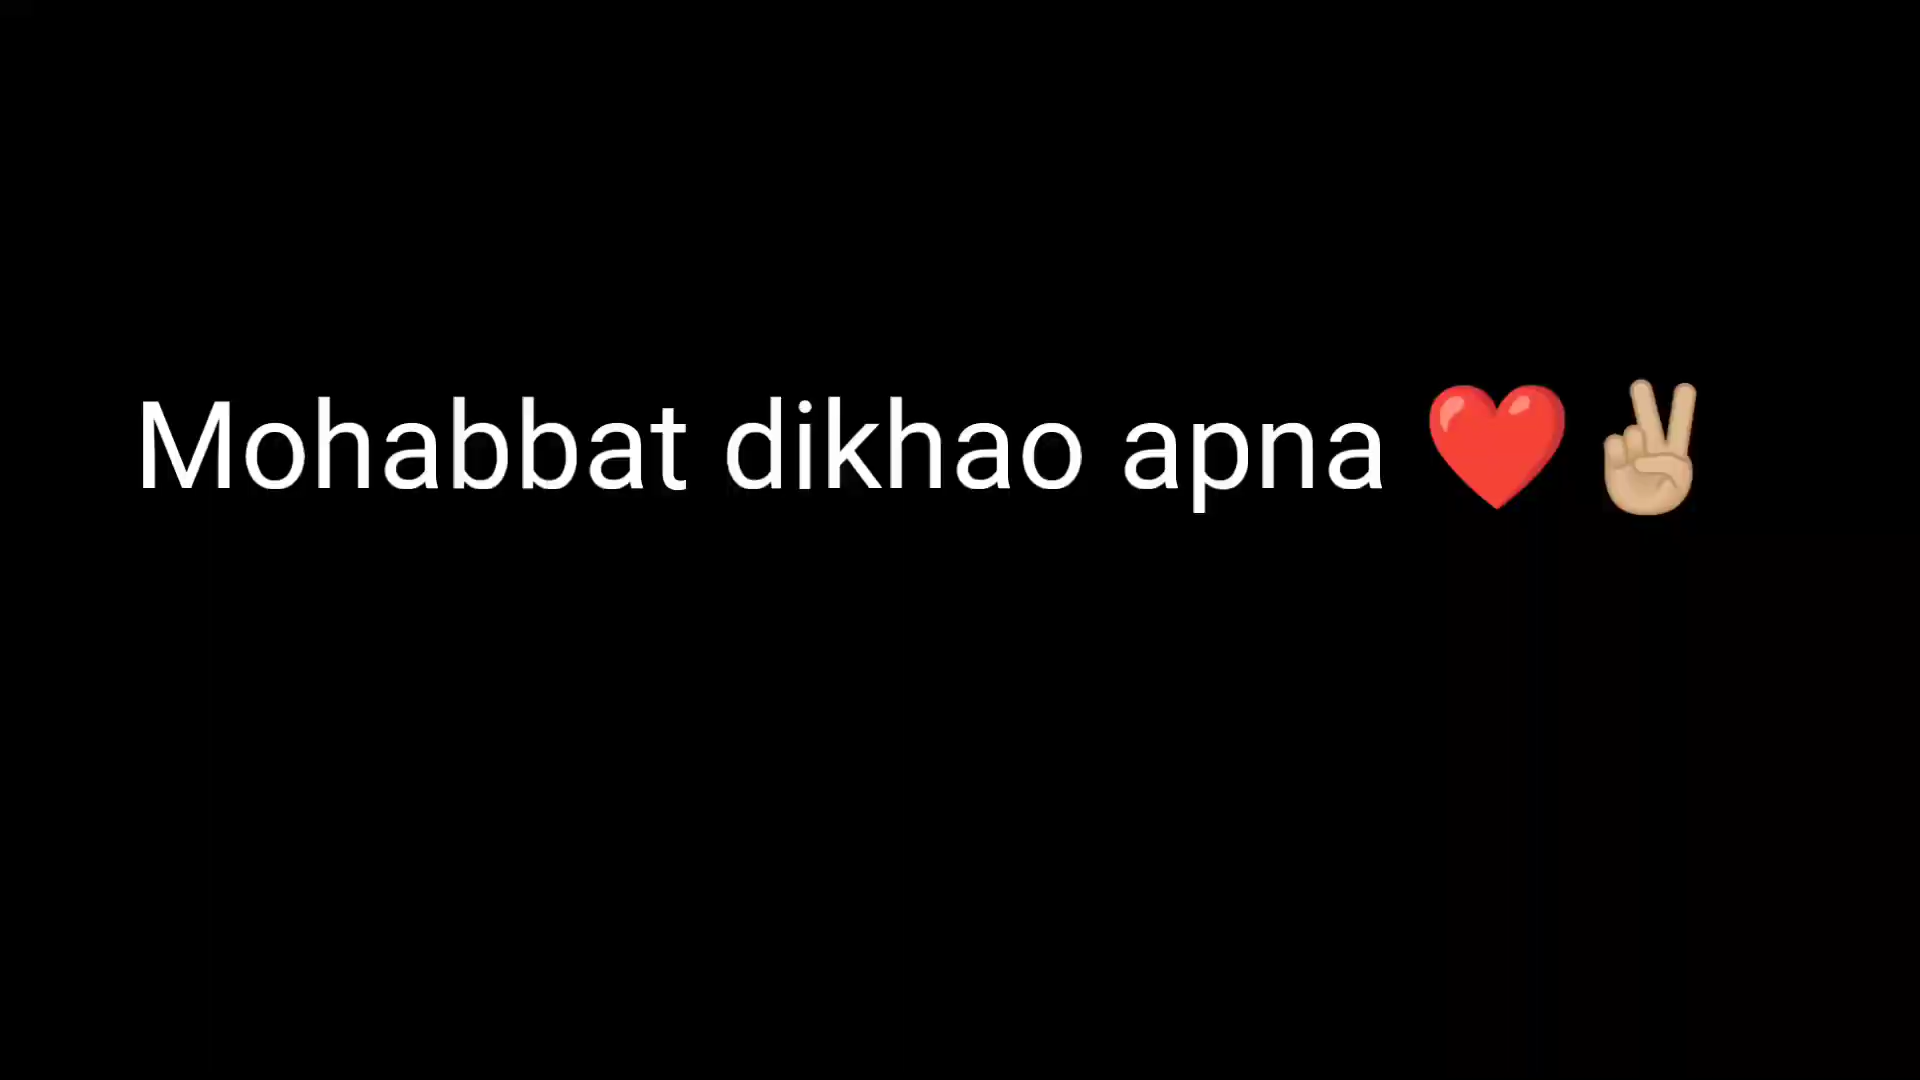 Mohabbat dikhao apna ❤️✌🏼